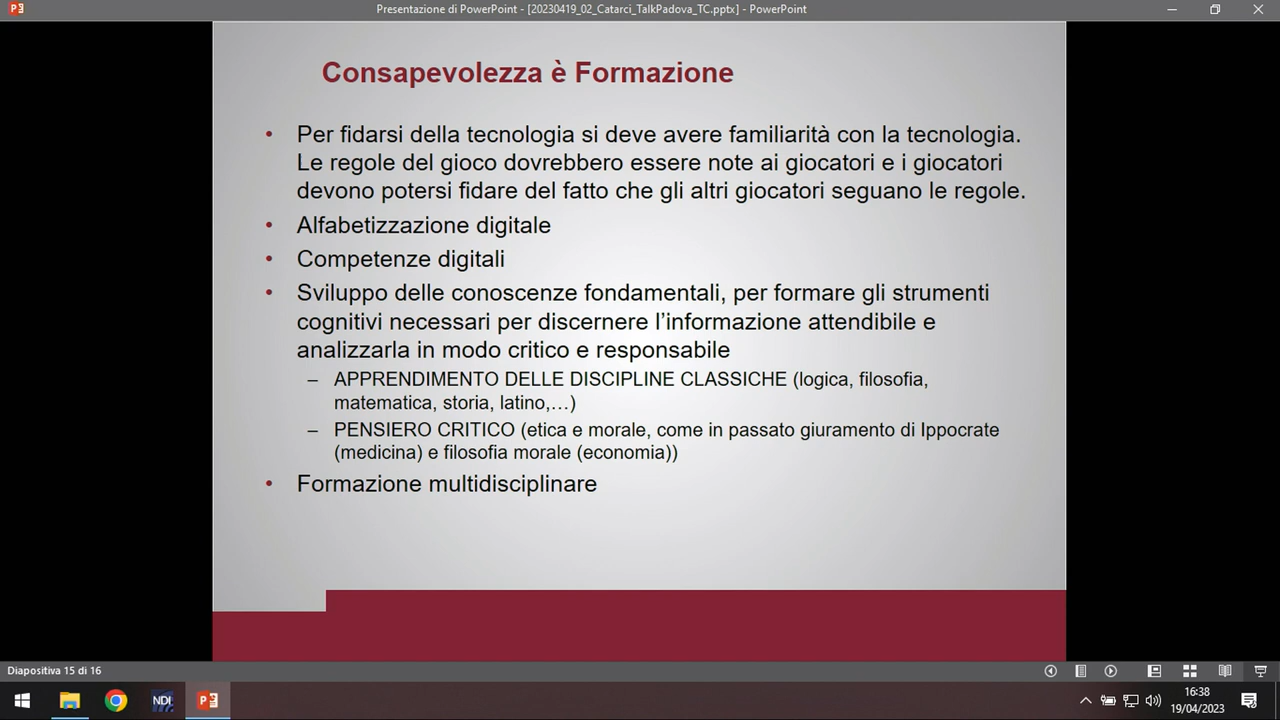 Presentazione di PowerPoint - [20230419_02_Catarci_TalkPadova_TC.pptx] - PowerPoint
Consapevolezza è Formazione
• Per fidarsi della tecnologia si deve avere familiarità con la tecnologia.
Le regole del gioco dovrebbero essere note ai giocatori e i giocatori
devono potersi fidare del fatto che gli altri giocatori seguano le regole.
• Alfabetizzazione digitale
• Competenze digitali
• Sviluppo delle conoscenze fondamentali, per formare gli strumenti
cognitivi necessari per discernere l’informazione attendibile e
analizzarla in modo critico e responsabile
– APPRENDIMENTO DELLE DISCIPLINE CLASSICHE (logica, filosofia,
matematica, storia, latino,…)
– PENSIERO CRITICO (etica e morale, come in passato giuramento di Ippocrate
(medicina) e filosofia morale (economia))
• Formazione multidisciplinare
Diapositiva 15 di 16
NDI
16:38
19/04/2023